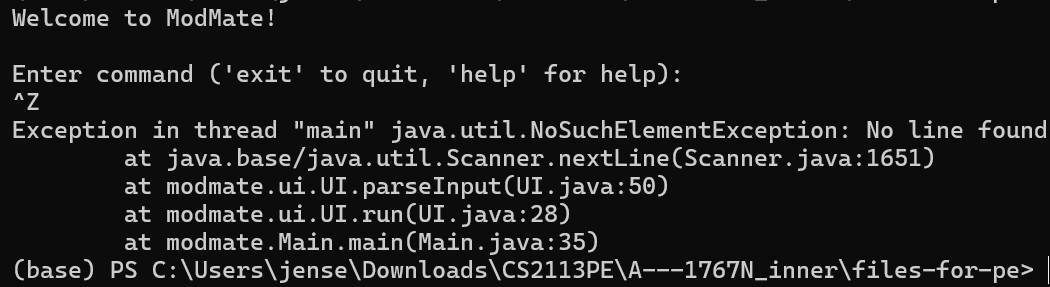 Welcome to ModMate!
Enter command ('exit' to quit, 'help' for help):
^Z
Exception in thread "main" java.util.NoSuchElementException: No line found
        at java.base/java.util.Scanner.nextLine(Scanner.java:1651)
        at modmate.ui.UI.parseInput(UI.java:50)
        at modmate.ui.UI.run(UI.java:28)
        at modmate.Main.main(Main.java:35)
(base) PS C:\Users\jense\Downloads\CS2113PE\A---1767N_inner\files-for-pe>